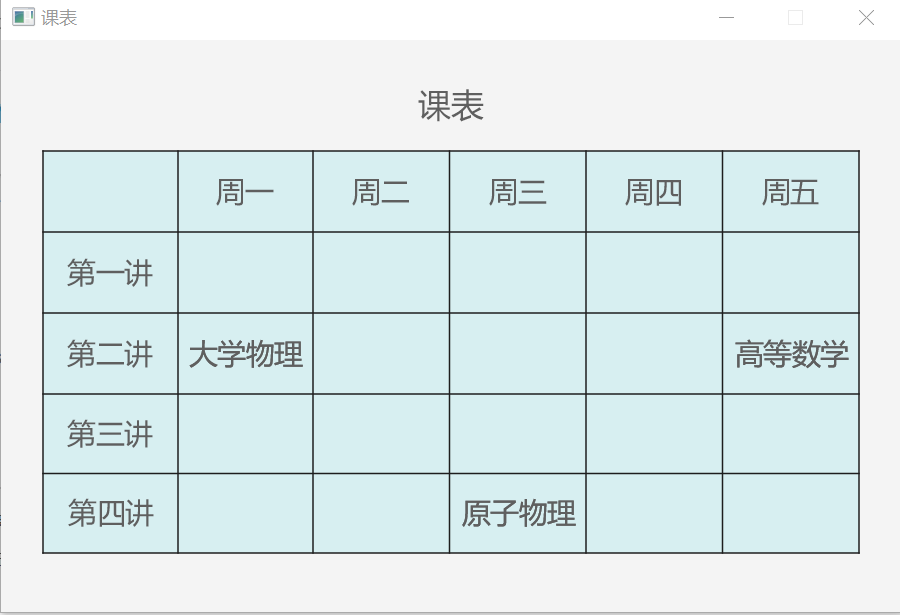 课表
课表
周一 周二 周三 周四 周五
第一讲
第二讲 大学物理 高等数学
第三讲
第四讲 原子物理